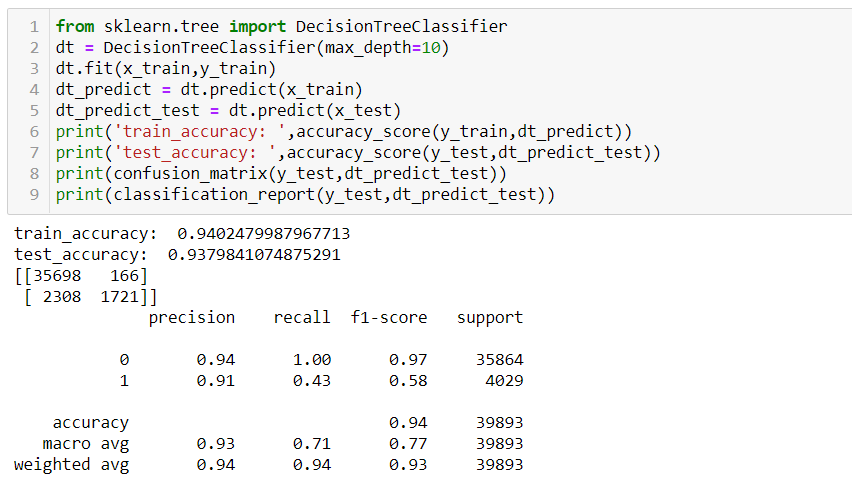 1 from sklearn.tree import DecisionTreeClassifier
2 dt = DecisionTreeClassifier(max_depth=10)
3 dt.fit(x_train,y_train)
4 dt_predict = dt.predict(x_train)
5 dt_predict_test = dt.predict(x_test)
6 print('train_accuracy: ',accuracy_score(y_train,dt_predict))
7 print('test_accuracy: ',accuracy_score(y_test,dt_predict_test))
8 print(confusion_matrix(y_test,dt_predict_test))
9 print(classification_report(y_test,dt_predict_test))
train_accuracy:  0.9402479987967713
test_accuracy:  0.9379841074875291
[[35698   166]
 [ 2308  1721]]
              precision    recall  f1-score   support
           0       0.94      1.00      0.97     35864
           1       0.91      0.43      0.58      4029
    accuracy                           0.94     39893
   macro avg       0.93      0.71      0.77     39893
weighted avg       0.94      0.94      0.93     39893